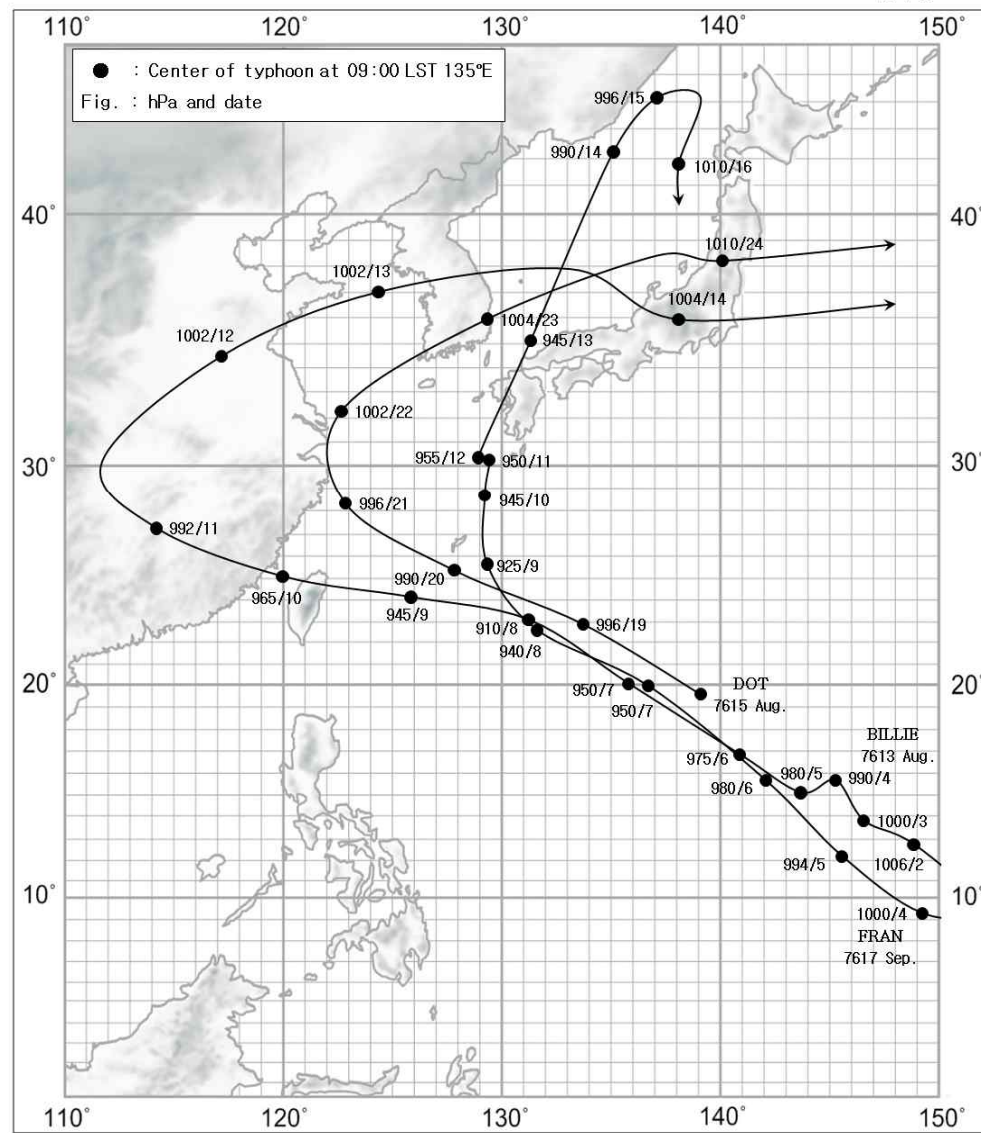 110° 120° 130° 140° 150°
● : Center of typhoon at 09:00 LST 135°E
Fig. : hPa and date
996/15
990/14
1010/16
40° 40°
1010/24
1002/13
1004/14
1004/23
1002/12
945/13
1002/22
955/12 950/11
30° 30°
945/10
996/21
992/11
925/9
990/20
965/10
945/9
910/8 996/19
940/8
20° 20°
950/7 DOT
950/7 7615 Aug.
BILLIE
975/6 7613 Aug.
980/5 990/4
980/6
1000/3
994/5 1006/2
10° 10°
1000/4
FRAN
7617 Sep.
110° 120° 130° 140° 150°